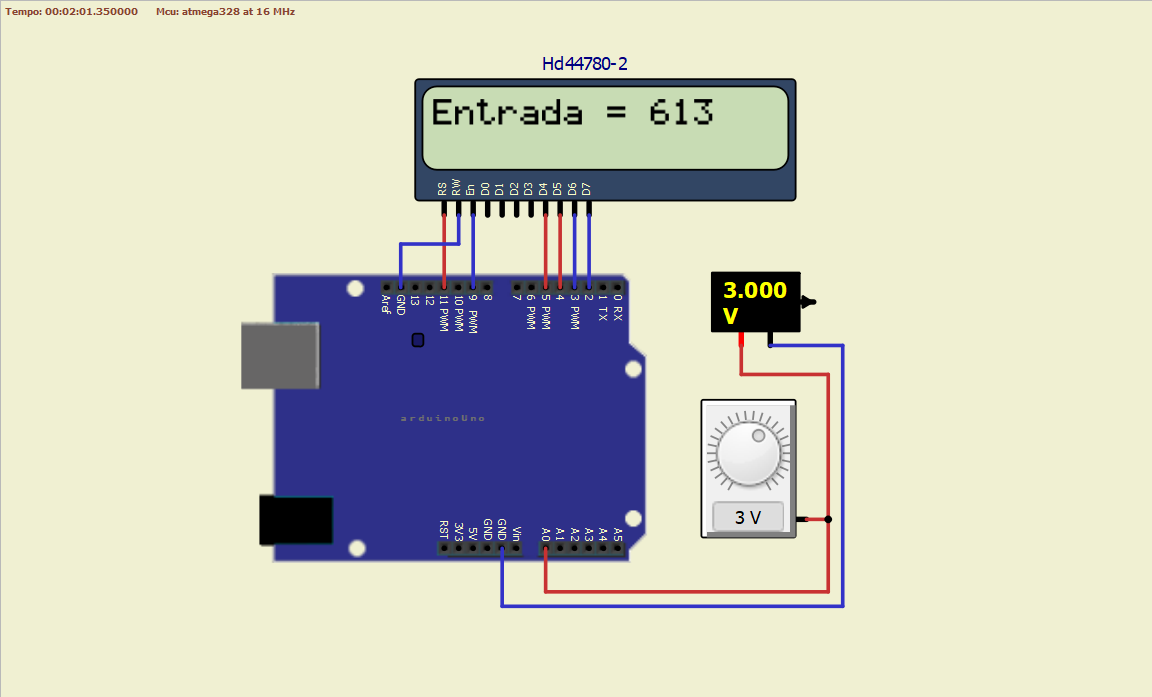 Tempo: 00:02:01.350000 Mcu: atmega328 at 16 MHz
Hd44780-2
Entrada = 613
RS RW En D0 D1 D2 D3 D4 D5 D6 D7
Aref GND 13 12 11 PWM 10 PWM 9 PWM 8 7 6 PWM 5 PWM 4 3 PWM 2 1 TX 0 RX
3.000
V
arduinoUno
3 V
RST 3V3 5V GND GND Vin A0 A1 A2 A3 A4 A5